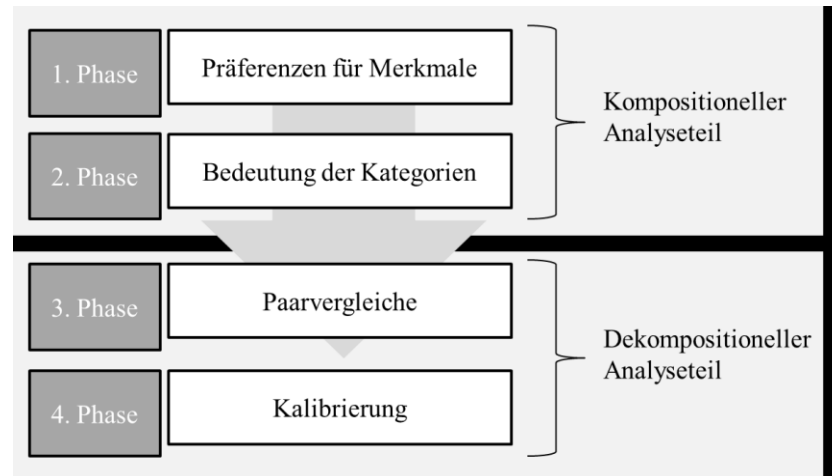 1. Phase
Präferenzen für Merkmale
2. Phase
Bedeutung der Kategorien
Kompositioneller
Analyseteil
3. Phase
Paarvergleiche
4. Phase
Kalibrierung
Dekompositioneller
Analyseteil